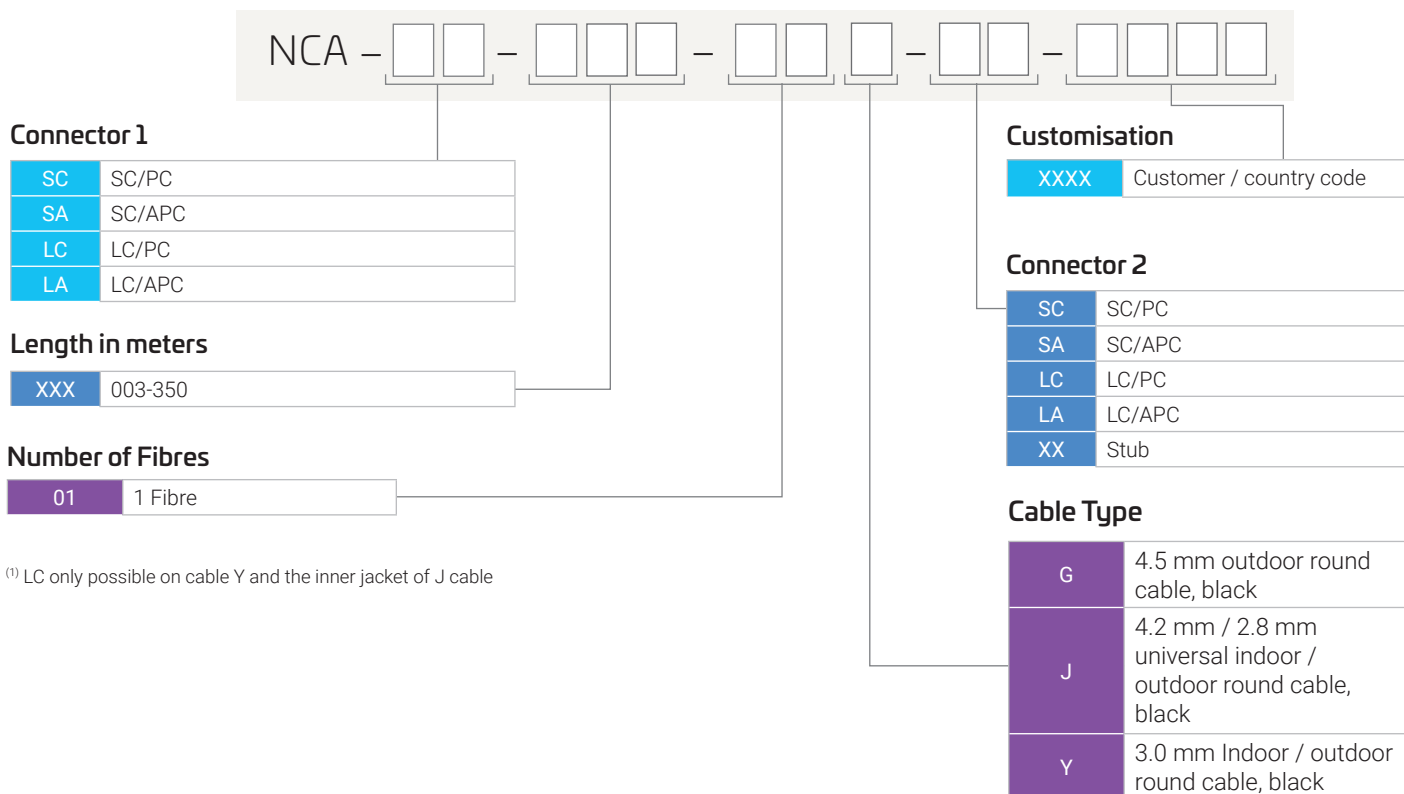 NCA – – – – –
Connector 1
SC SC/PC
SA SC/APC
LC LC/PC
LA LC/APC
Length in meters
XXX 003-350
Number of Fibres
01 1 Fibre
(1) LC only possible on cable Y and the inner jacket of J cable
Customisation
XXXX Customer / country code
Connector 2
SC SC/PC
SA SC/APC
LC LC/PC
LA LC/APC
XX Stub
Cable Type
G 4.5 mm outdoor round
cable, black
J 4.2 mm / 2.8 mm
universal indoor /
outdoor round cable,
black
Y 3.0 mm Indoor / outdoor
round cable, black